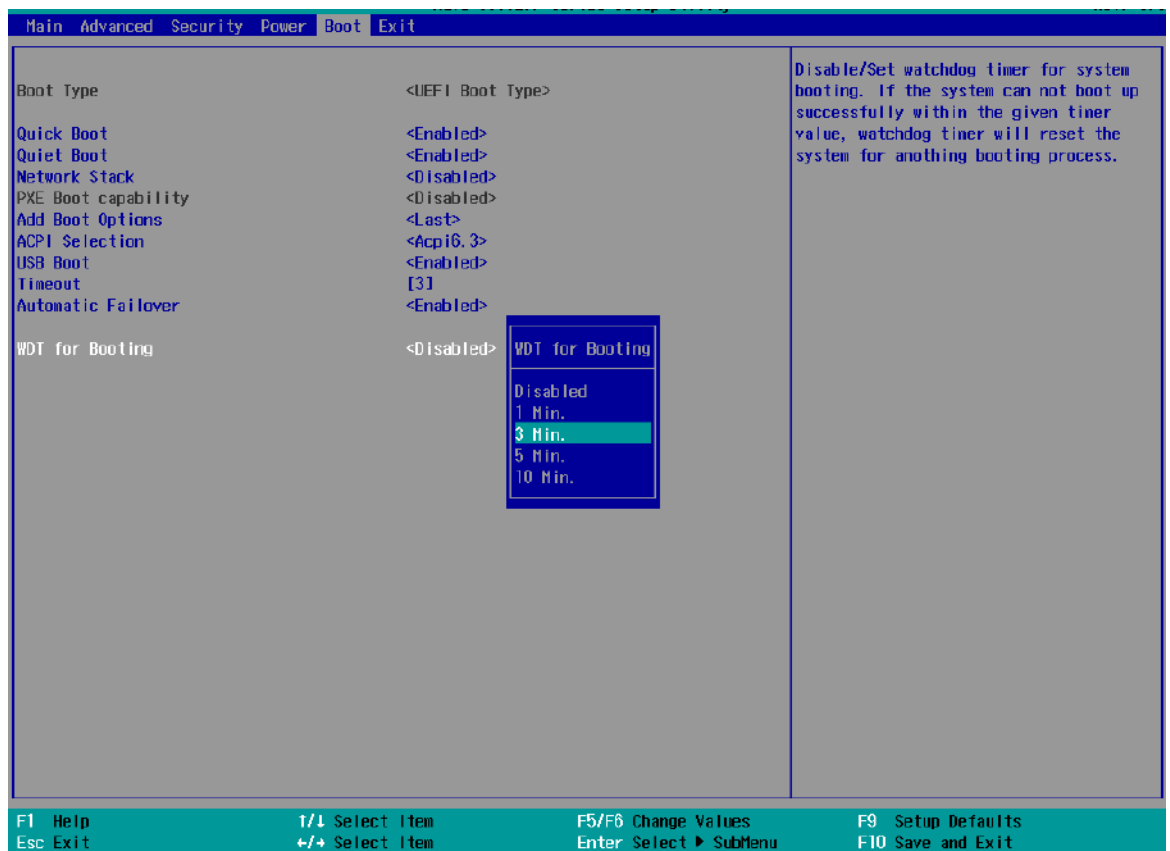 Main Advanced Security Power Boot Exit
Boot Type <UEFI Boot Type>
Quick Boot <Enabled>
Quiet Boot <Enabled>
Network Stack <Disabled>
PXE Boot capability <Disabled>
Add Boot Options <Last>
ACPI Selection <Acpi6.3>
USB Boot <Enabled>
Timeout [3]
Automatic Failover <Enabled>
WDT for Booting <Disabled>
WDT for Booting
Disabled
1 Min.
3 Min.
5 Min.
10 Min.
Disable/Set watchdog timer for system
booting. If the system can not boot up
successfully within the given timer
value, watchdog timer will reset the
system for anothing booting process.
F1 Help ↑/↓ Select Item F5/F6 Change Values F9 Setup Defaults
Esc Exit ←/→ Select Item Enter Select ▶ SubMenu F10 Save and Exit